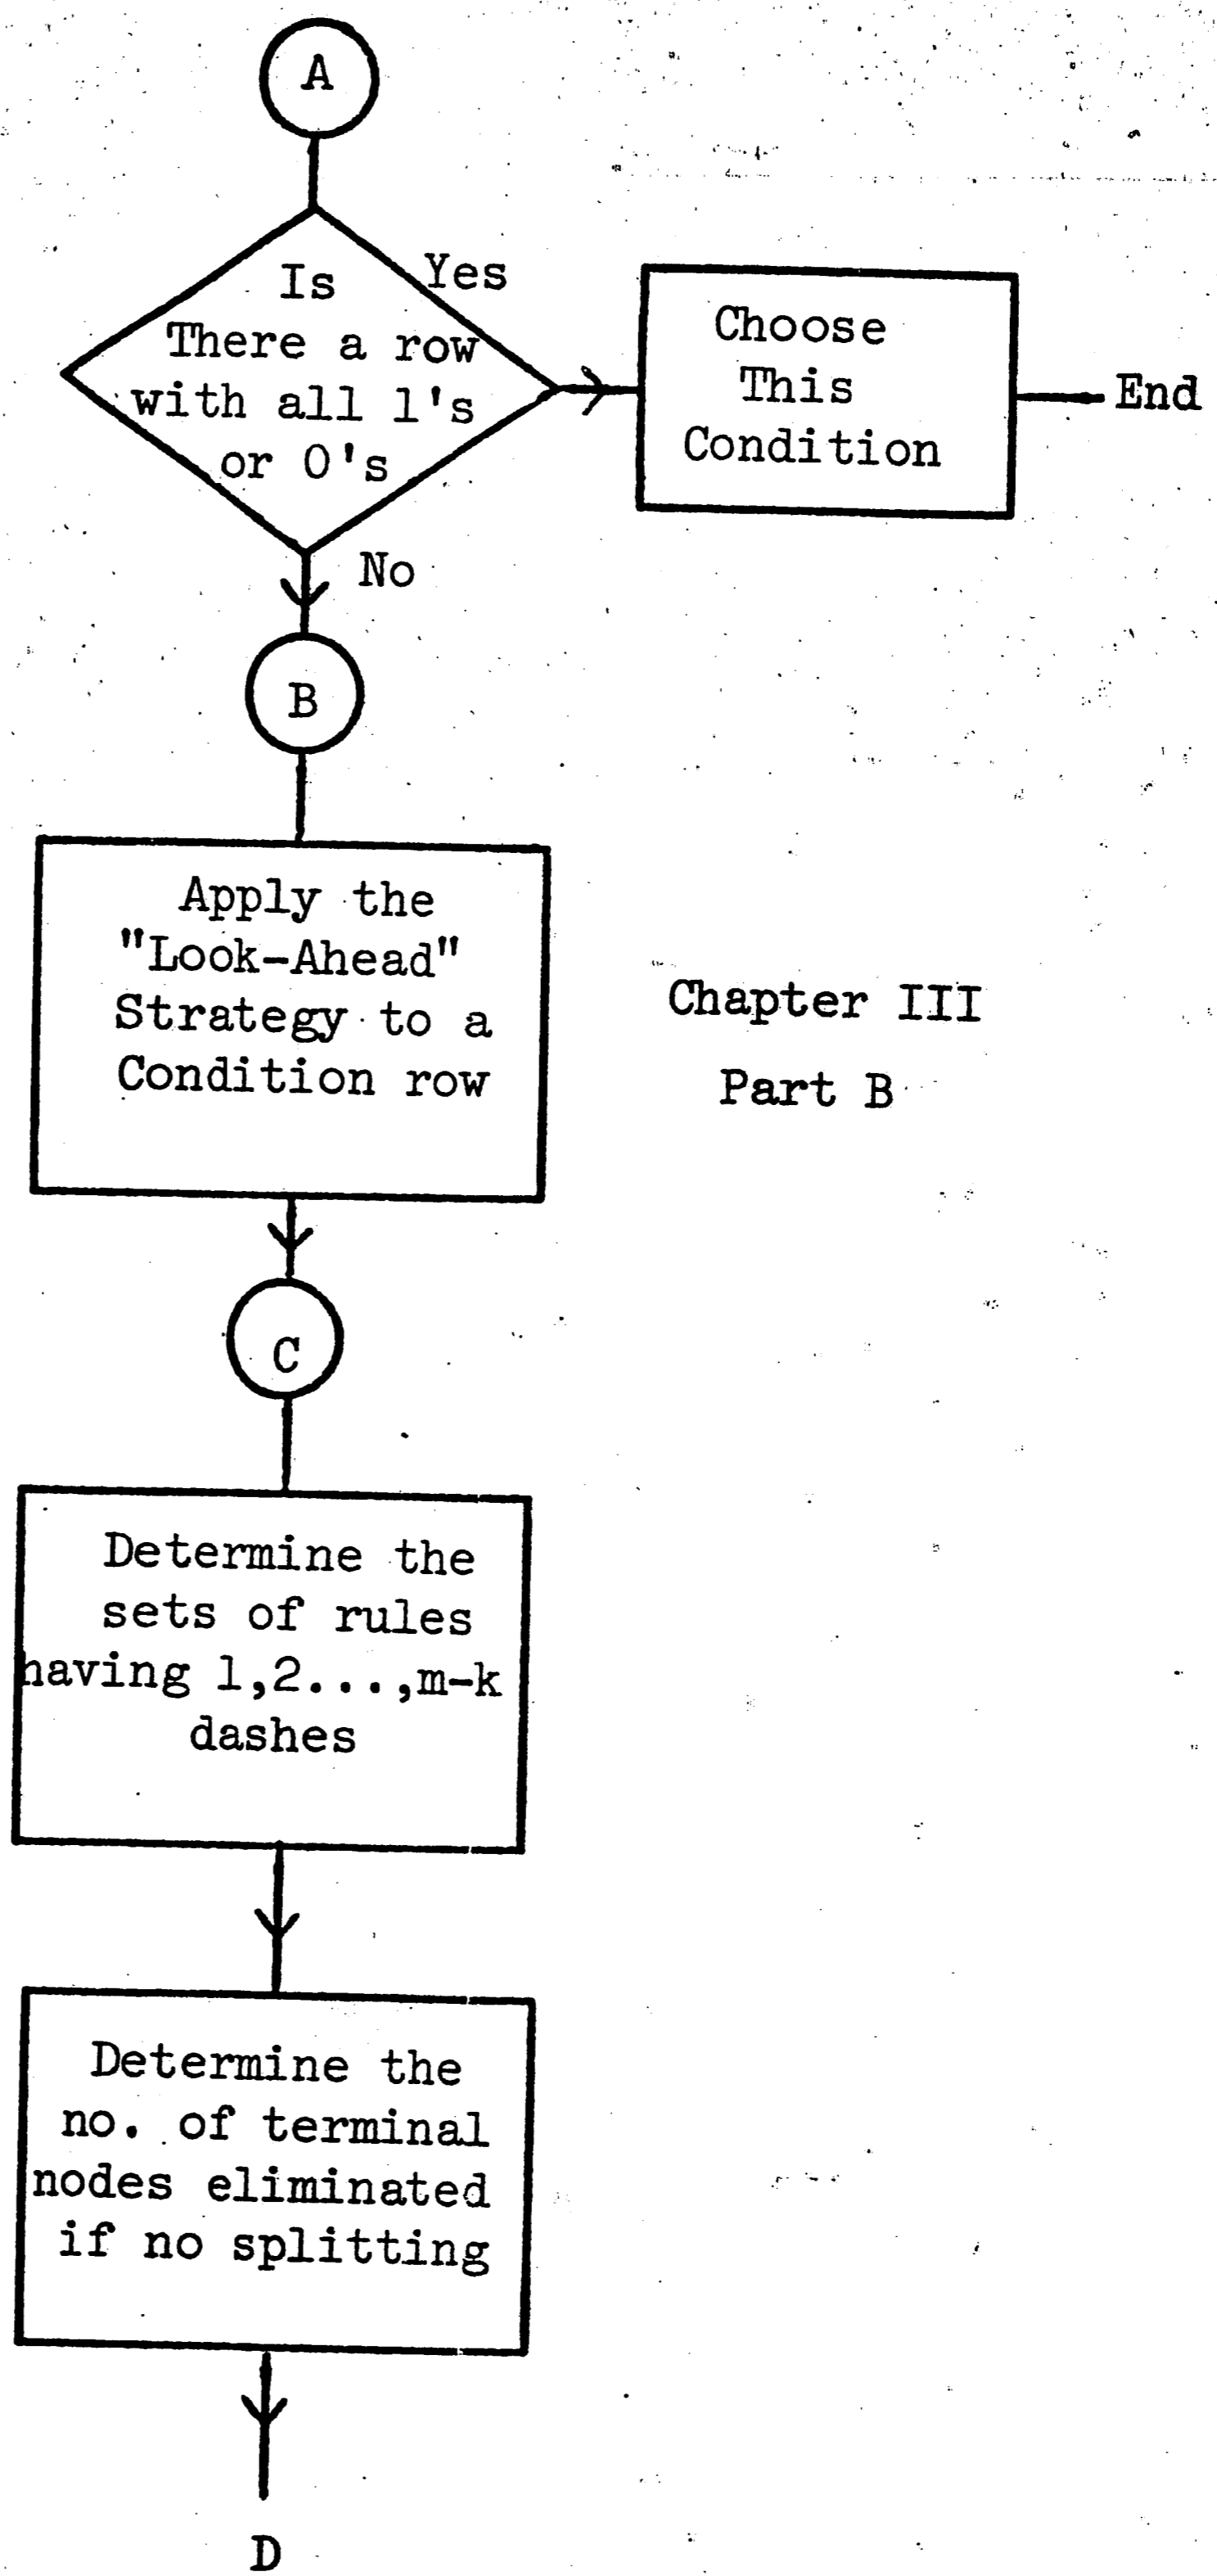 A
Is
There a row
with all 1's
or 0's
Yes
Choose
This
Condition
End
No
B
Apply the
"Look-Ahead"
Strategy to a
Condition row
Chapter III
Part B
C
Determine the
sets of rules
having 1,2...,m-k
dashes
Determine the
no. of terminal
nodes eliminated
if no splitting
D